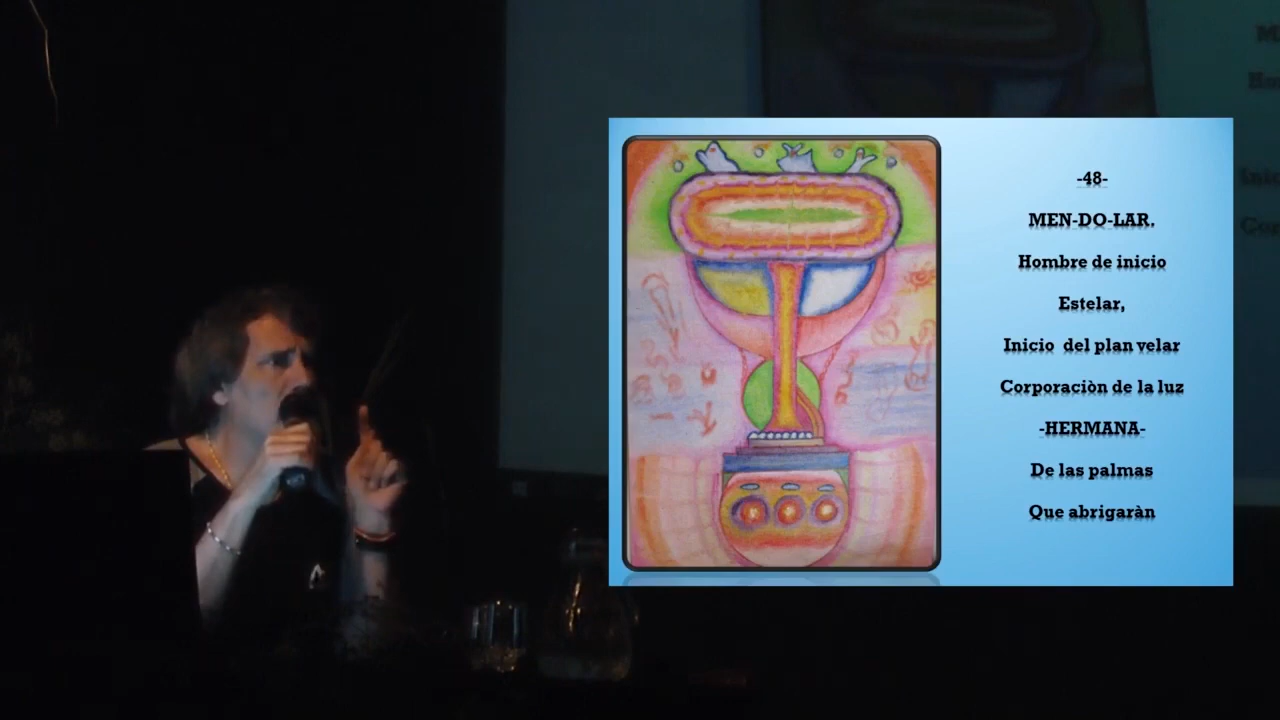 -48-
MEN-DO-LAR.
Hombre de inicio
Estelar,
Inicio del plan velar
Corporaciòn de la luz
-HERMANA-
De las palmas
Que abrigaràn